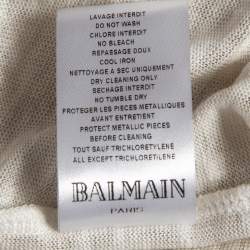 LAVAGE INTERDIT
DO NOT WASH
CHLORE INTERDIT
NO BLEACH
REPASSAGE DOUX
COOL IRON
NETTOYAGE A SEC UNIQUEMENT
DRY CLEANING ONLY
SECHAGE INTERDIT
NO TUMBLE DRY
PROTEGER LES PIECES METALLIQUES
AVANT ENTRETIEN
PROTECT METALLIC PIECES
BEFORE CLEANING
TOUT SAUF TRICHLORETYLENE
ALL EXCEPT TRICHLORETILENE
BALMAIN
PARIS